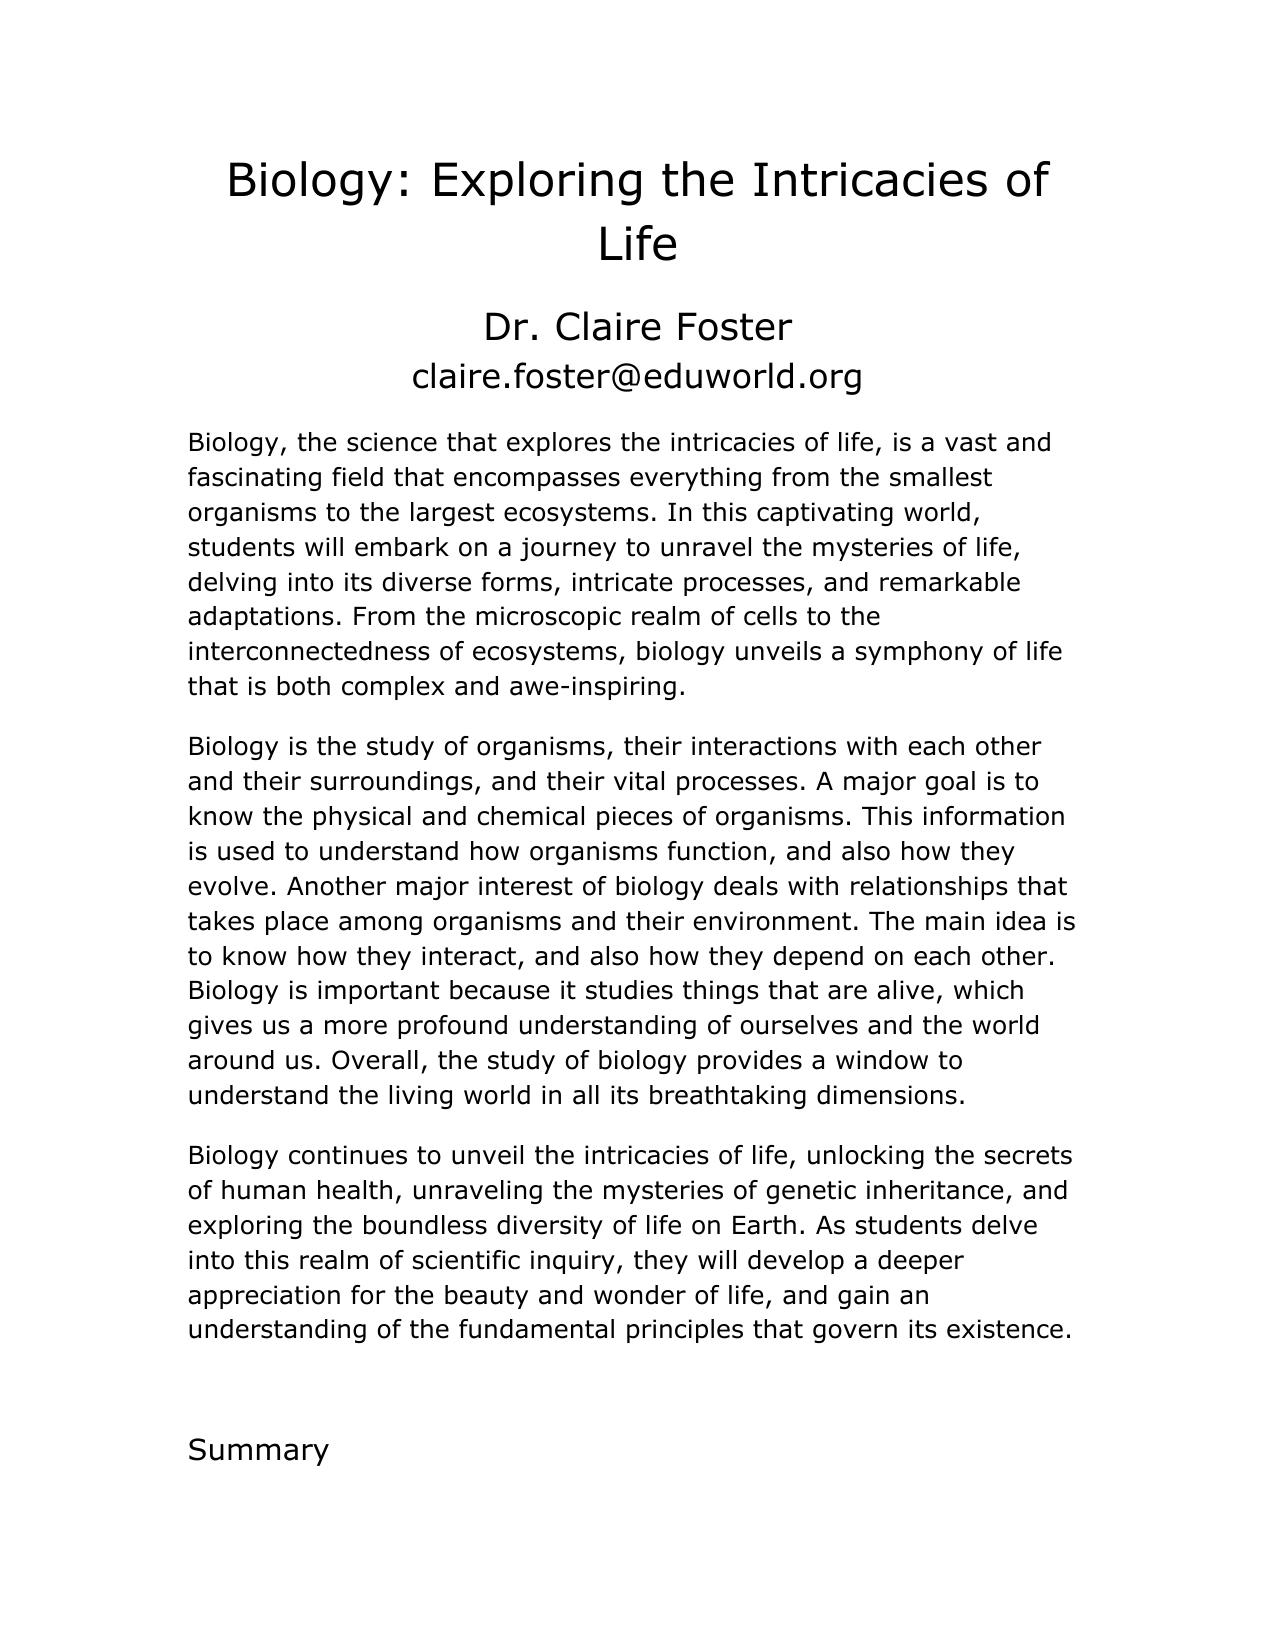 Biology: Exploring the Intricacies of
Life
Dr. Claire Foster
claire.foster@eduworld.org
Biology, the science that explores the intricacies of life, is a vast and
fascinating field that encompasses everything from the smallest
organisms to the largest ecosystems. In this captivating world,
students will embark on a journey to unravel the mysteries of life,
delving into its diverse forms, intricate processes, and remarkable
adaptations. From the microscopic realm of cells to the
interconnectedness of ecosystems, biology unveils a symphony of life
that is both complex and awe-inspiring.
Biology is the study of organisms, their interactions with each other
and their surroundings, and their vital processes. A major goal is to
know the physical and chemical pieces of organisms. This information
is used to understand how organisms function, and also how they
evolve. Another major interest of biology deals with relationships that
takes place among organisms and their environment. The main idea is
to know how they interact, and also how they depend on each other.
Biology is important because it studies things that are alive, which
gives us a more profound understanding of ourselves and the world
around us. Overall, the study of biology provides a window to
understand the living world in all its breathtaking dimensions.
Biology continues to unveil the intricacies of life, unlocking the secrets
of human health, unraveling the mysteries of genetic inheritance, and
exploring the boundless diversity of life on Earth. As students delve
into this realm of scientific inquiry, they will develop a deeper
appreciation for the beauty and wonder of life, and gain an
understanding of the fundamental principles that govern its existence.
Summary